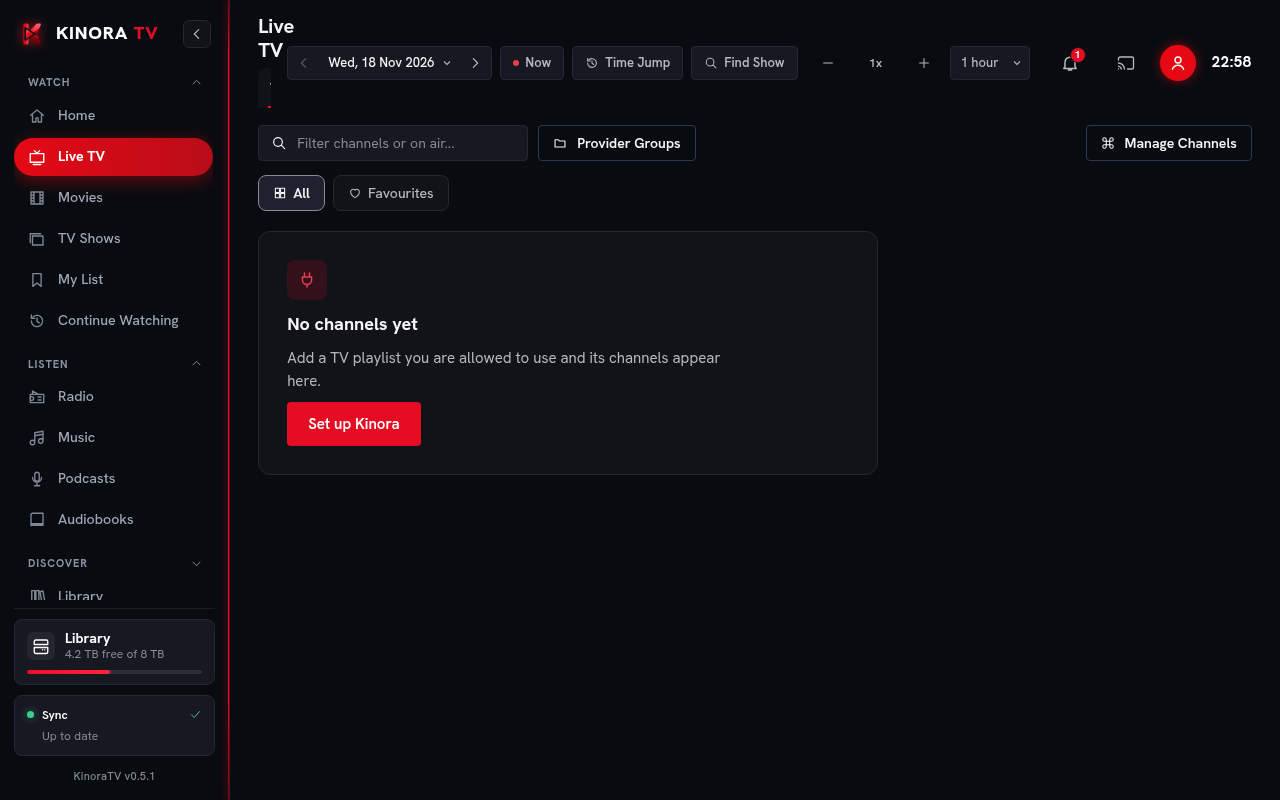 KINORA TV
WATCH
Home
Live TV
Movies
TV Shows
My List
Continue Watching
LISTEN
Radio
Music
Podcasts
Audiobooks
DISCOVER
Library
Library
4.2 TB free of 8 TB
Sync
Up to date
KinoraTV v0.5.1
Live
TV
Wed, 18 Nov 2026
Now
Time Jump
Find Show
1x
1 hour
1
22:58
Filter channels or on air...
Provider Groups
Manage Channels
All
Favourites
No channels yet
Add a TV playlist you are allowed to use and its channels appear
here.
Set up Kinora